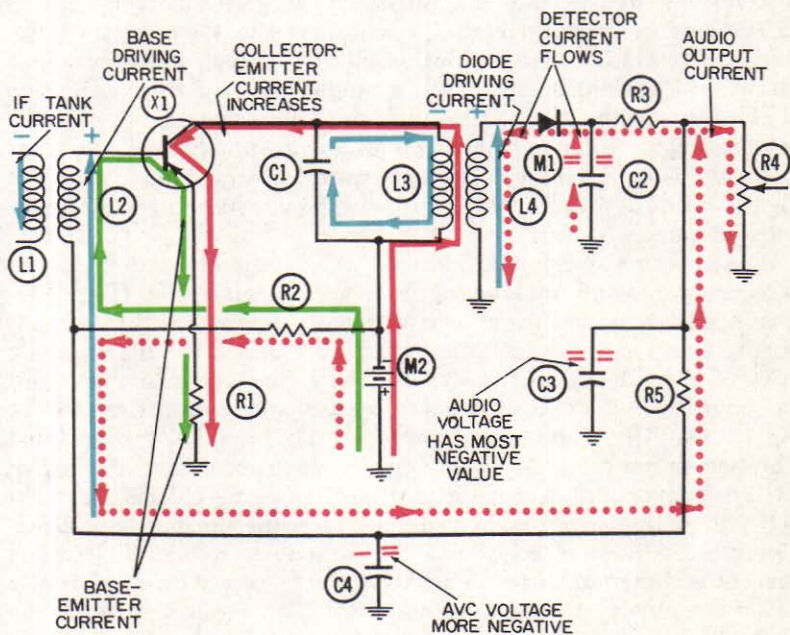 BASE
DRIVING
CURRENT
COLLECTOR-
EMITTER
CURRENT
INCREASES
DIODE
DRIVING
CURRENT
DETECTOR
CURRENT
FLOWS
AUDIO
OUTPUT
CURRENT
IF TANK
CURRENT
X1
R3
- +
- +
L1
L2
C1
L3
L4
M1
C2
R4
R2
R1
M2
-
+
C3
R5
AUDIO
VOLTAGE
HAS MOST
NEGATIVE
VALUE
BASE-
EMITTER
CURRENT
C4
AVC VOLTAGE
MORE NEGATIVE